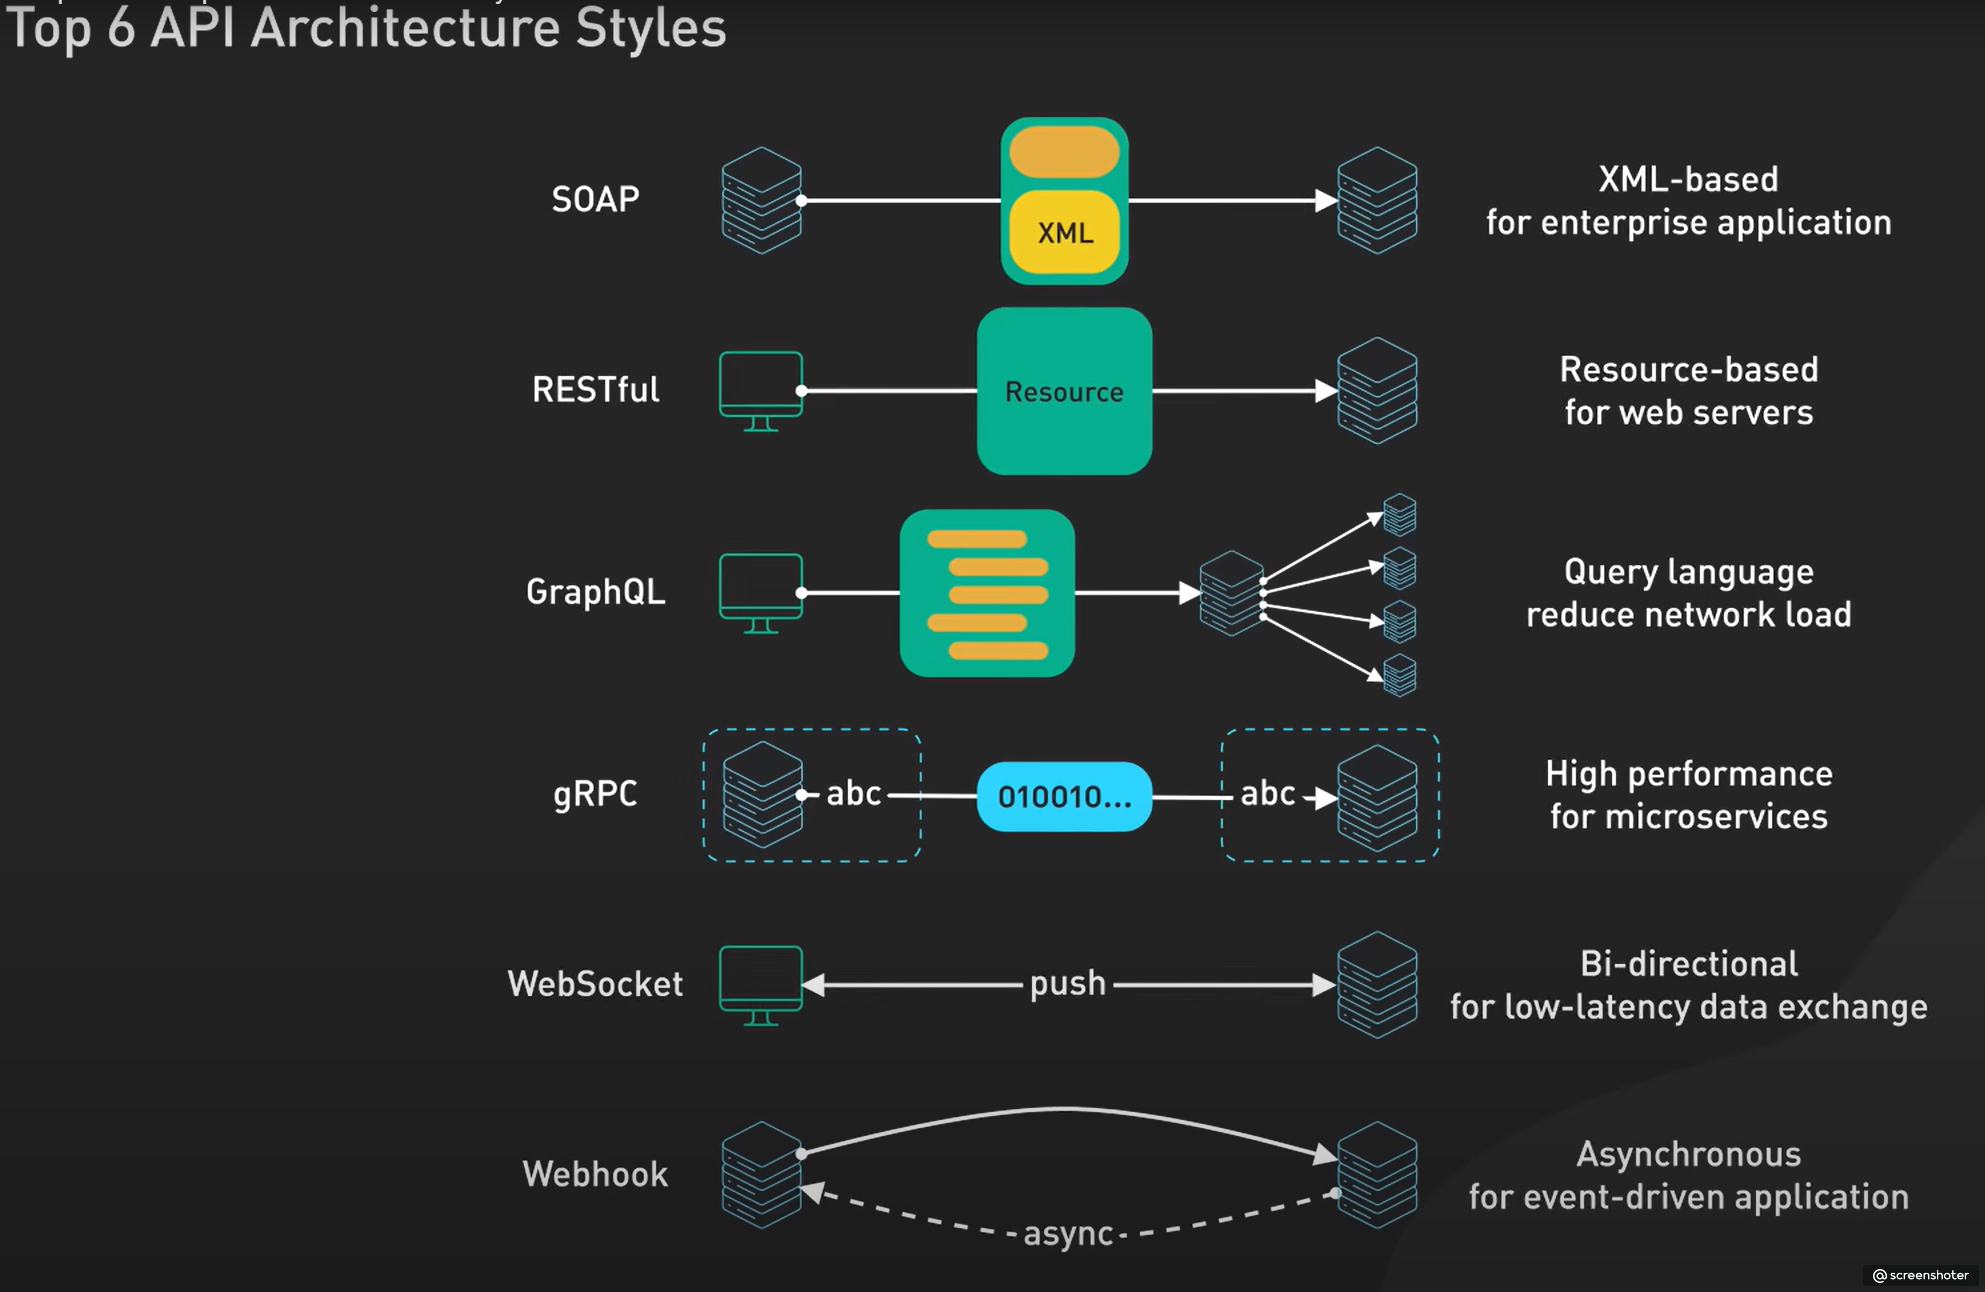 Top 6 API Architecture Styles
SOAP
XML
XML-based
for enterprise application
RESTful
Resource
Resource-based
for web servers
GraphQL
Query language
reduce network load
gRPC
abc
010010...
abc
High performance
for microservices
WebSocket
push
Bi-directional
for low-latency data exchange
Webhook
async
Asynchronous
for event-driven application
@screenshoter